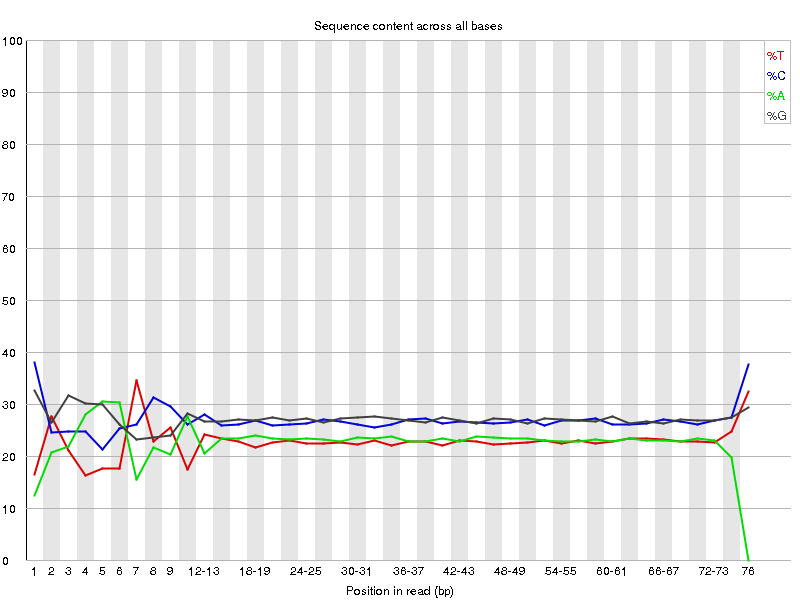 Sequence content across all bases
100
90
80
70
60
50
40
30
20
10
0
%T
%C
%A
%G
1 2 3 4 5 6 7 8 9 12-13 18-19 24-25 30-31 36-37 42-43 48-49 54-55 60-61 66-67 72-73 76
Position in read (bp)